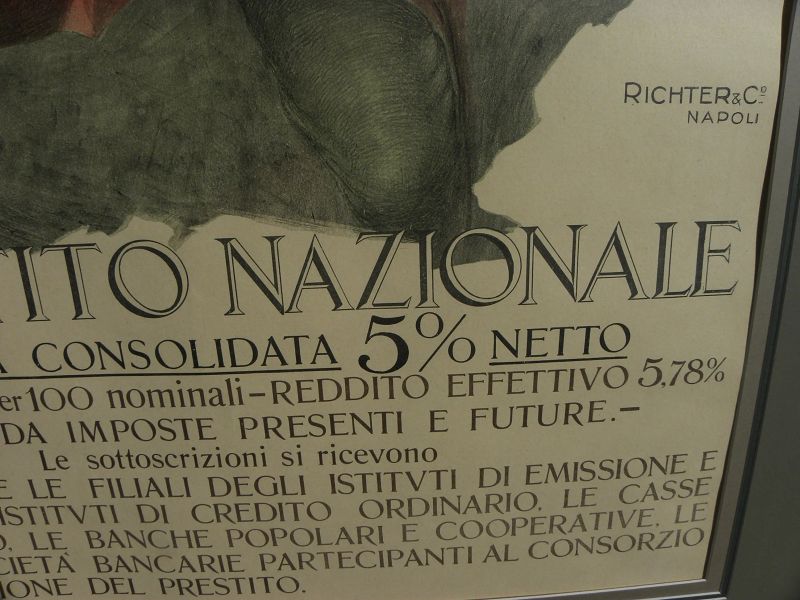 RICHTER & Cº
NAPOLI
TITO NAZIONALE
A CONSOLIDATA 5% NETTO
er 100 nominali – REDDITO EFFETTIVO 5,78%
DA IMPOSTE PRESENTI E FUTURE.–
Le sottoscrizioni si ricevono
E LE FILIALI DEGLI ISTITVTI DI EMISSIONE E
ISTITVTI DI CREDITO ORDINARIO, LE CASSE
O, LE BANCHE POPOLARI E COOPERATIVE, LE
CIETÀ BANCARIE PARTECIPANTI AL CONSORZIO
IONE DEL PRESTITO.